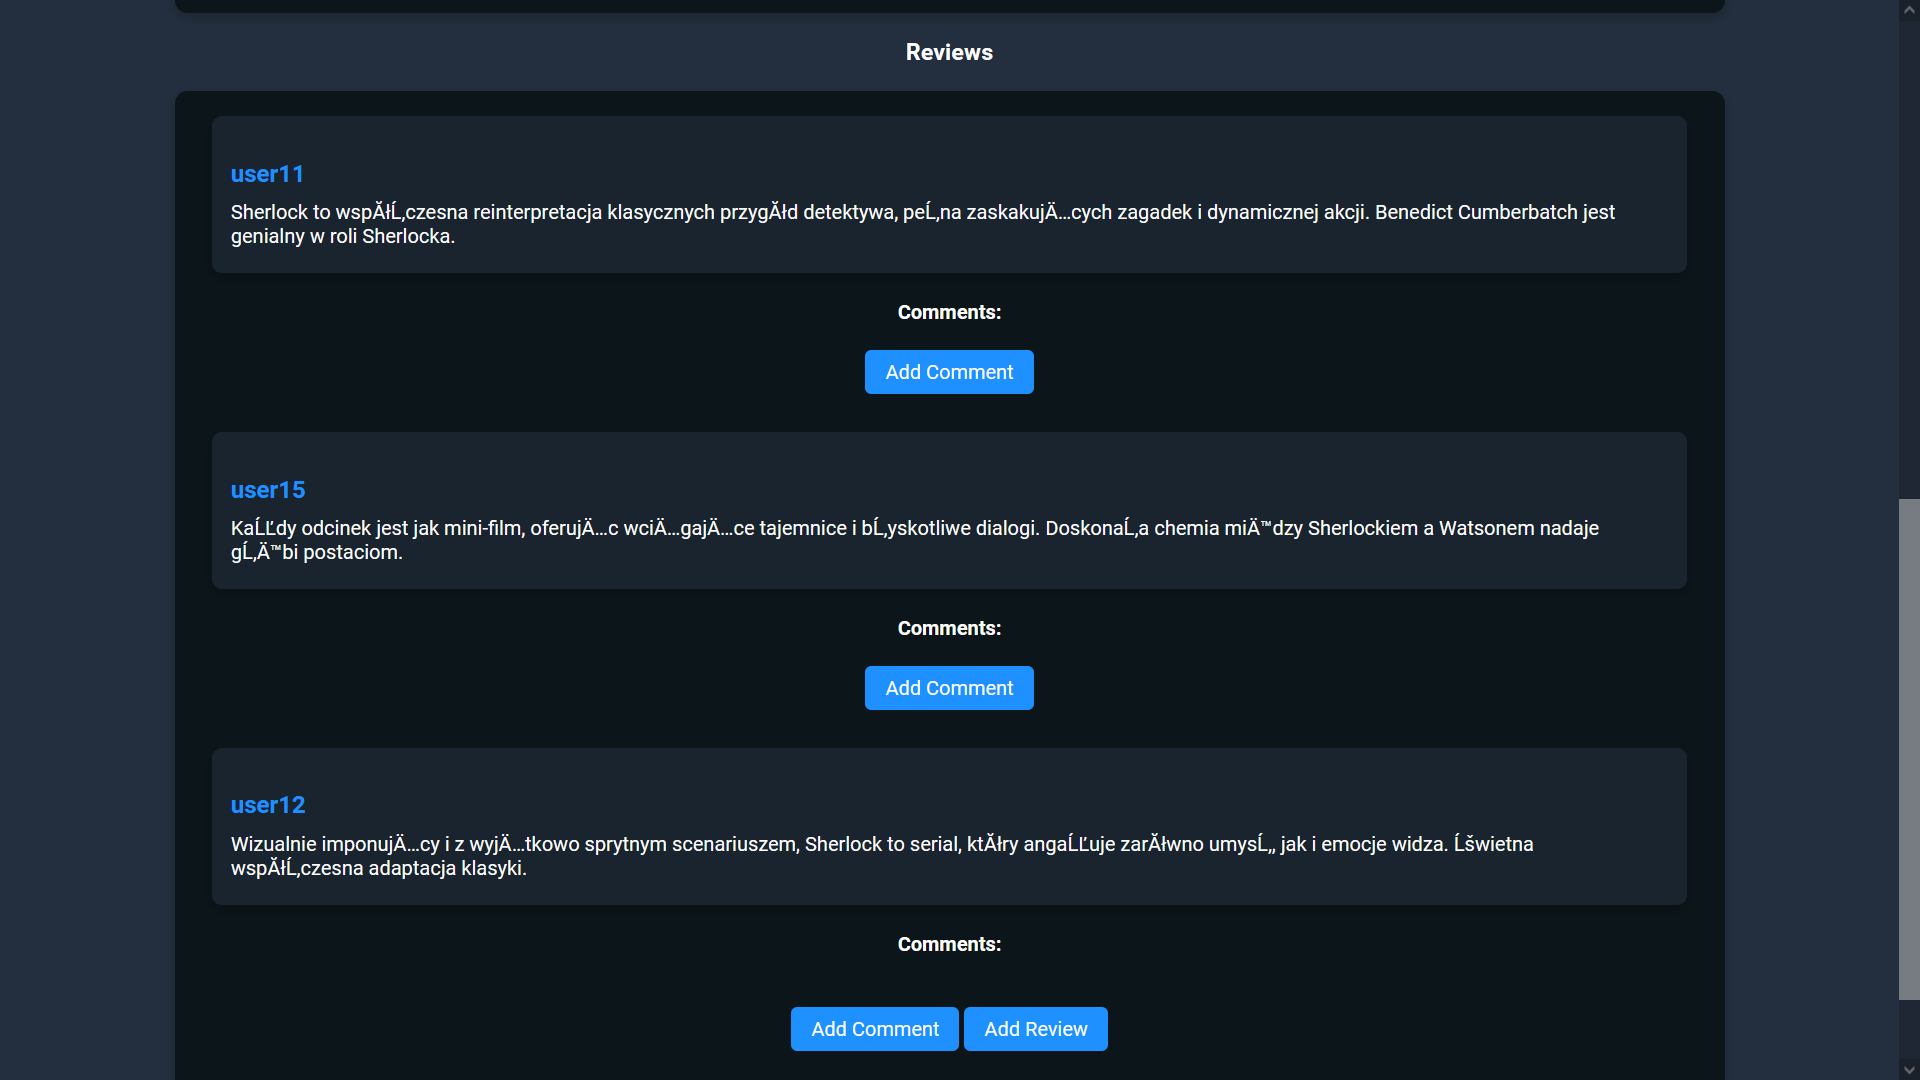 Reviews
user11
Sherlock to wspĂłĹ‚czesna reinterpretacja klasycznych przygĂłd detektywa, peĹ‚na zaskakujÄ…cych zagadek i dynamicznej akcji. Benedict Cumberbatch jest
genialny w roli Sherlocka.
Comments:
Add Comment
user15
KaĹĽdy odcinek jest jak mini-film, oferujÄ…c wciÄ…gajÄ…ce tajemnice i bĹ‚yskotliwe dialogi. DoskonaĹ‚a chemia miÄ™dzy Sherlockiem a Watsonem nadaje
gĹ‚Ä™bi postaciom.
Comments:
Add Comment
user12
Wizualnie imponujÄ…cy i z wyjÄ…tkowo sprytnym scenariuszem, Sherlock to serial, ktĂłry angaĹĽuje zarĂłwno umysĹ‚, jak i emocje widza. Ĺšwietna
wspĂłĹ‚czesna adaptacja klasyki.
Comments:
Add Comment Add Review